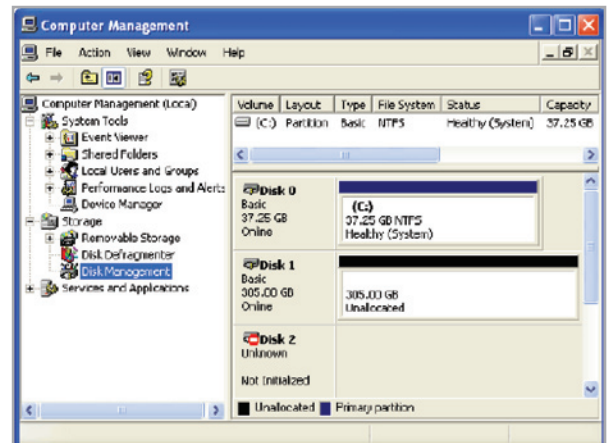 Computer Management
File Action View Window Help
Computer Management (Local)
System Tools
Event Viewer
Shared Folders
Local Users and Groups
Performance Logs and Alerts
Device Manager
Storage
Removable Storage
Disk Defragmenter
Disk Management
Services and Applications
Volume Layout Type File System Status Capacity
(C:) Partition Basic NTFS Healthy (System) 37.25 GB
Disk 0
Basic
37.25 GB
Online
(C:)
37.25 GB NTFS
Healthy (System)
Disk 1
Basic
305.00 GB
Online
305.00 GB
Unallocated
Disk 2
Unknown
Not Initialized
Unallocated Primary partition